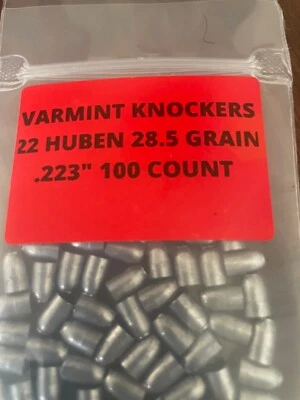 VARMINT KNOCKERS
22 HUBEN 28.5 GRAIN
.223" 100 COUNT